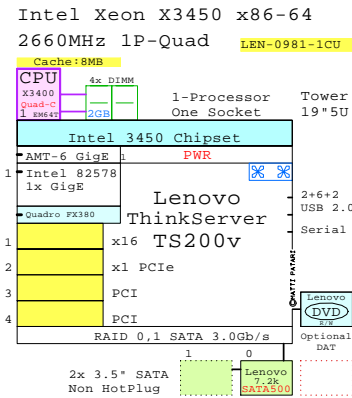 Intel Xeon X3450 x86-64
2660MHz 1P-Quad LEN-0981-1CU
Cache:8MB
CPU 4x DIMM
X3400
Quad-C
1 EM64T 2GB
1-Processor Tower
One Socket 19"5U
Intel 3450 Chipset
AMT-6 GigE 1 PWR
1 Intel 82578
1x GigE
Lenovo
ThinkServer
TS200v
2+6+2
USB 2.0
Quadro FX380
Serial
1 x16
2 x1 PCIe
3 PCI
4 PCI
©MATTI PATARI
Lenovo
DVD
R/W
RAID 0,1 SATA 3.0Gb/s
Optional
DAT
1 0
2x 3.5" SATA
Non HotPlug
Lenovo
7.2k
SATA500